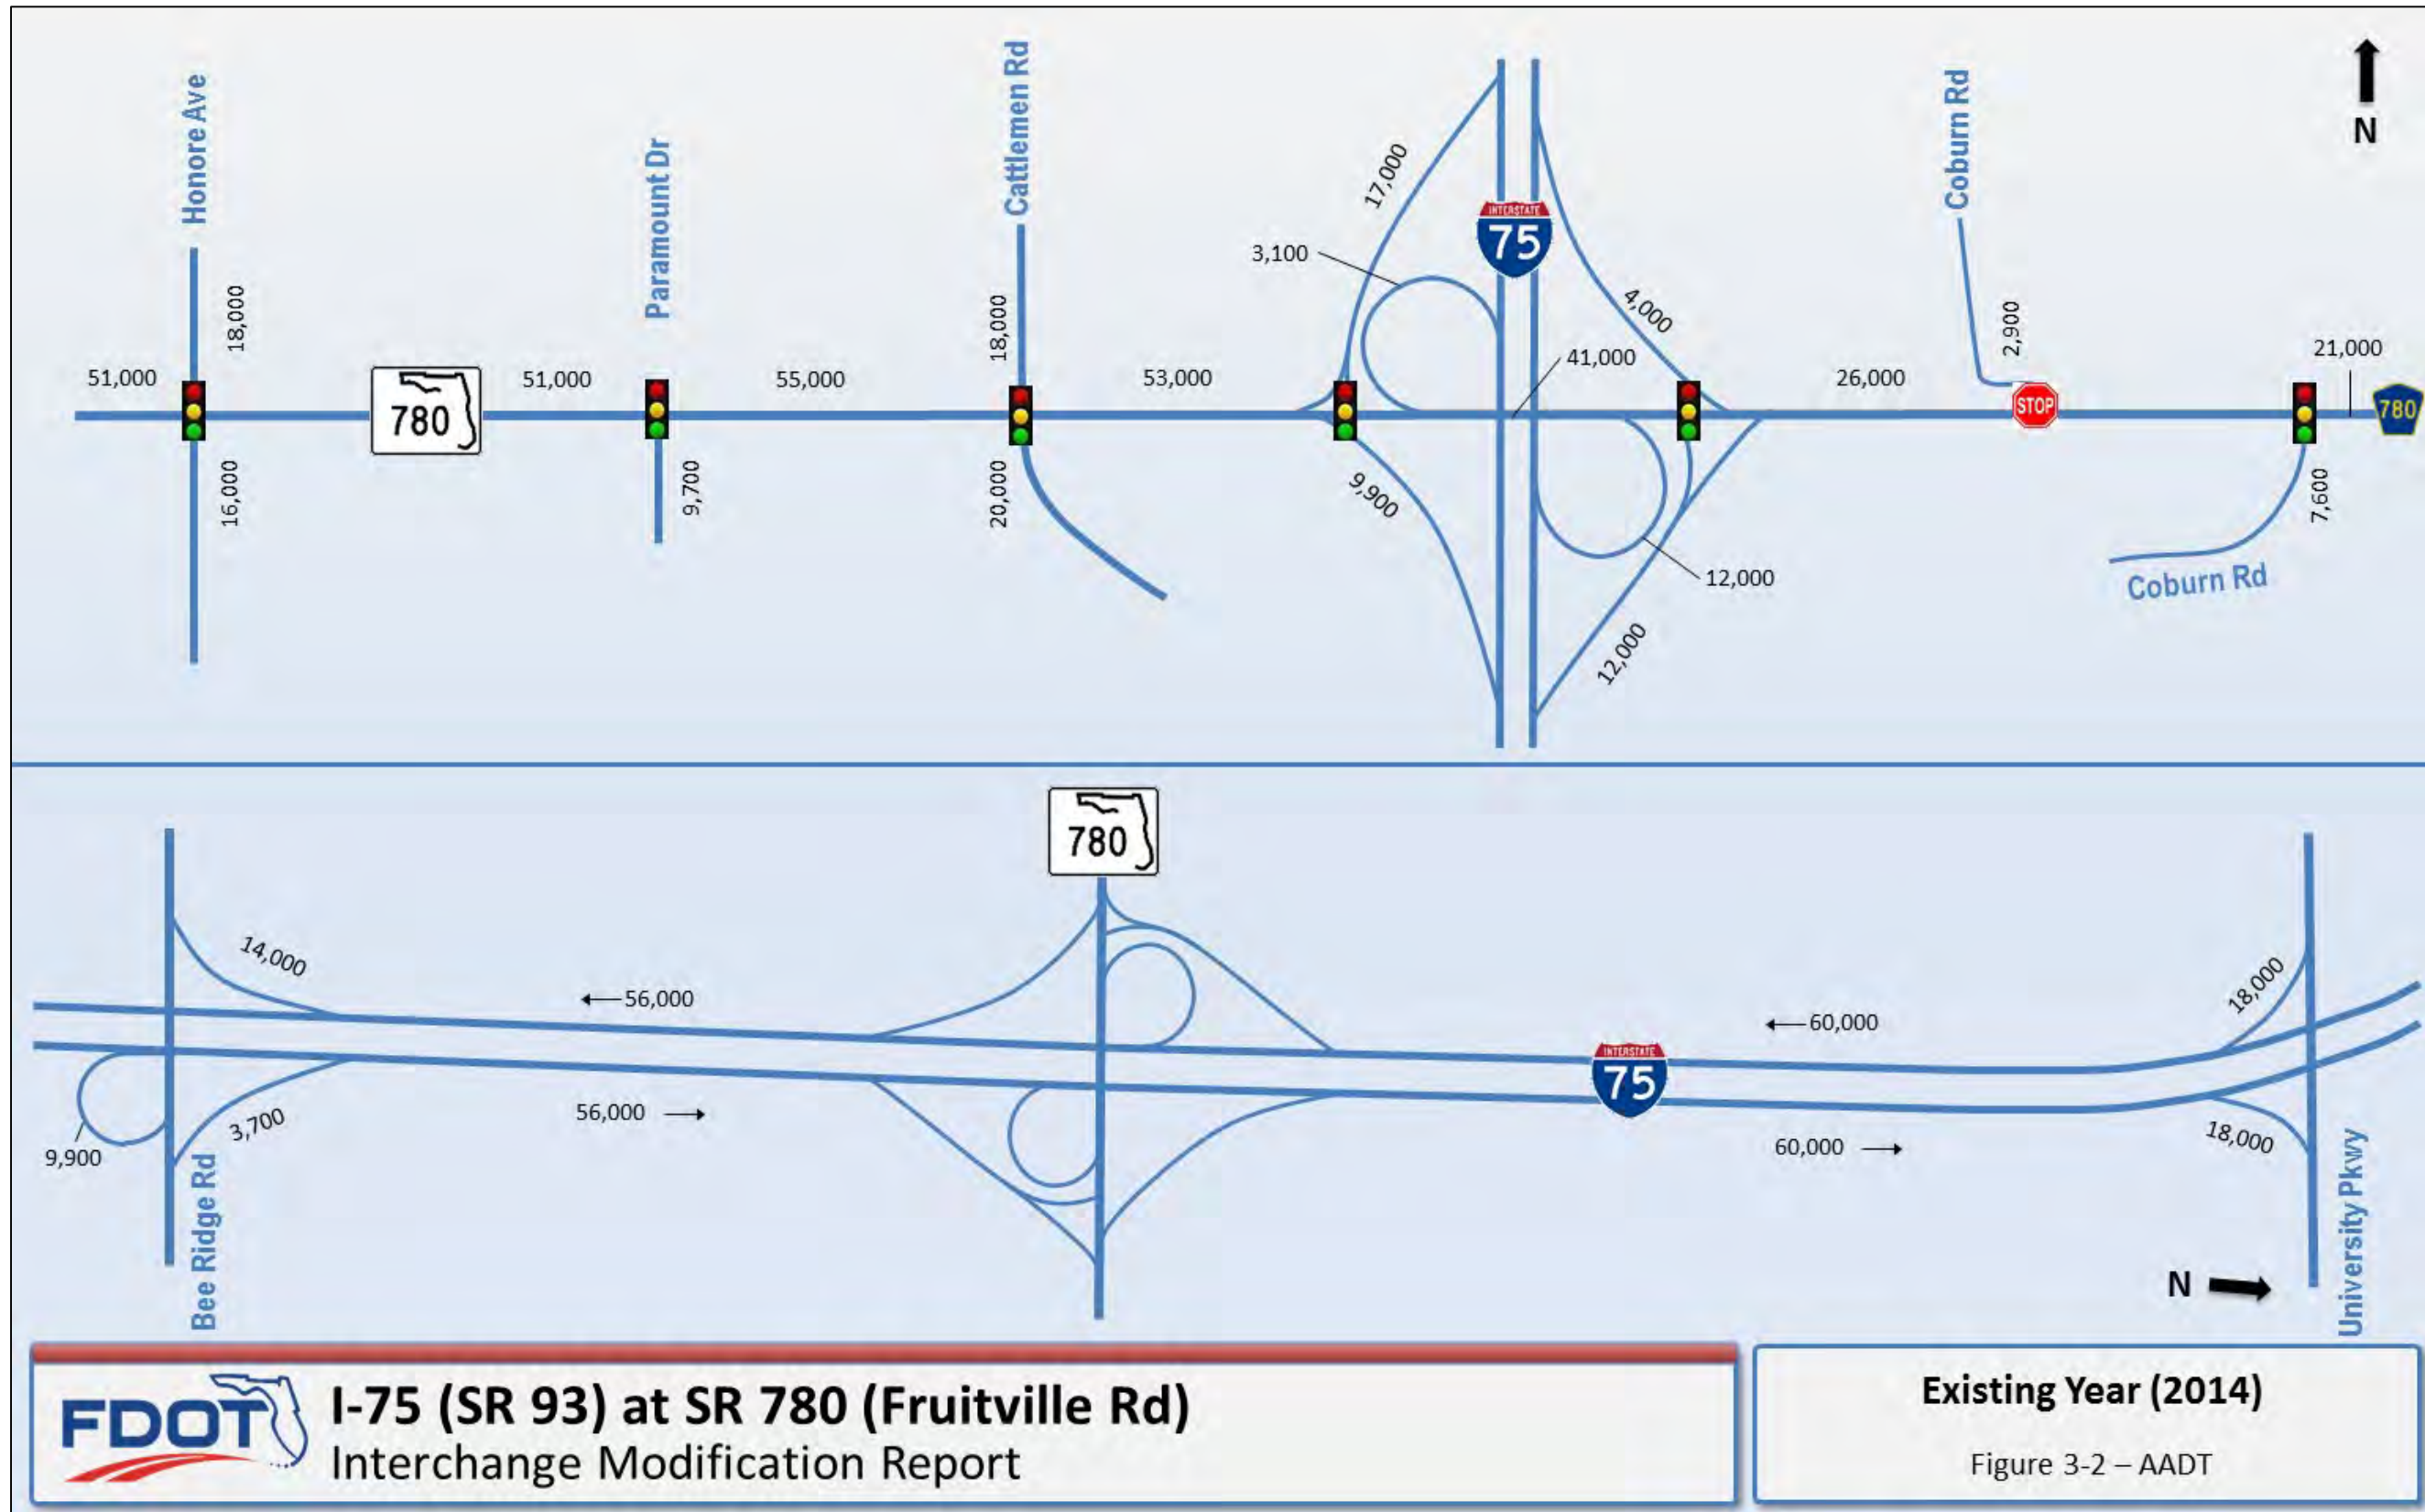 Honore Ave
Paramount Dr
Cattlemen Rd
Coburn Rd
N
17,000
INTERSTATE
75
3,100
4,000
18,000
18,000
2,900
41,000
21,000
51,000
51,000
55,000
53,000
26,000
780
STOP
780
16,000
9,700
20,000
9,900
7,600
12,000
Coburn Rd
12,000
780
14,000
56,000
18,000
60,000
INTERSTATE
75
3,700
56,000
18,000
60,000
9,900
Bee Ridge Rd
University Pkwy
N
FDOT
I-75 (SR 93) at SR 780 (Fruitville Rd)
Interchange Modification Report
Existing Year (2014)
Figure 3-2 – AADT